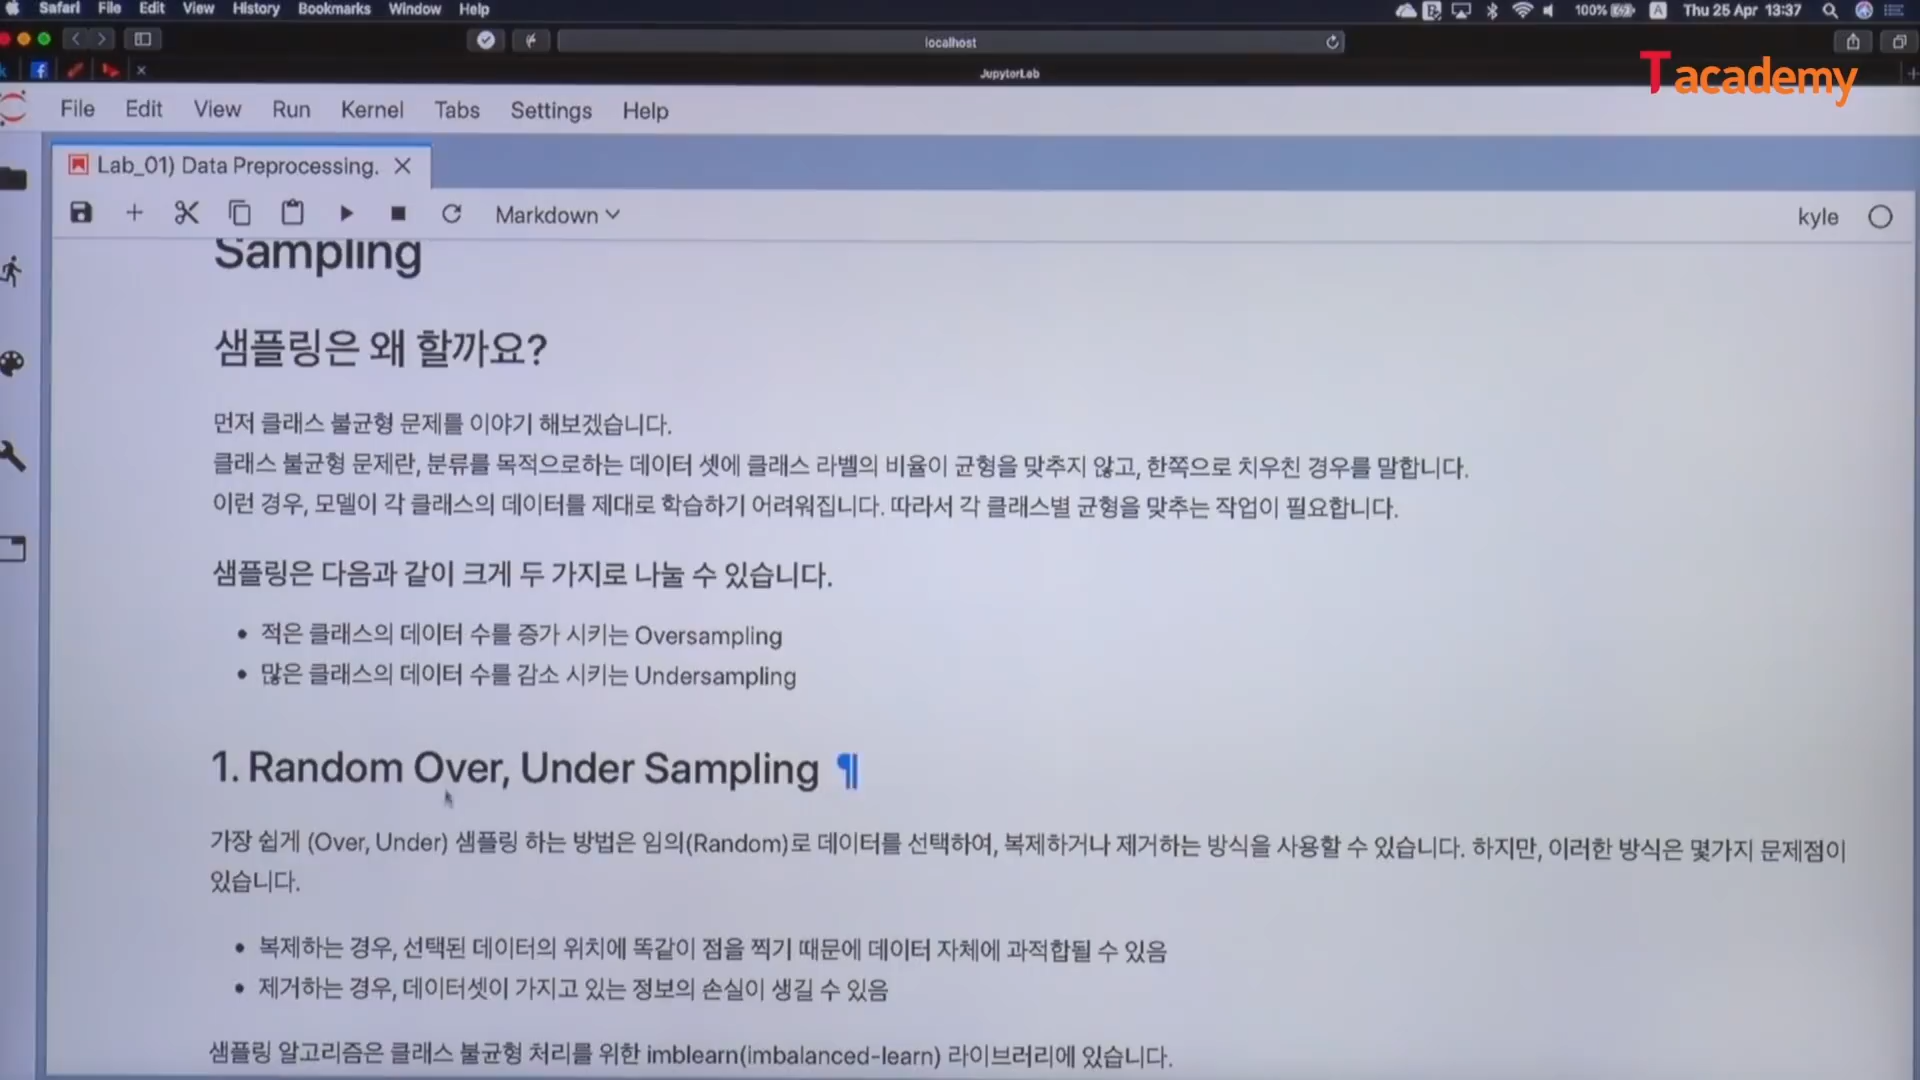 Safari File Edit View History Bookmarks Window Help 100% A Thu 25 Apr 13:37
localhost
JupyterLab
Tacademy
File Edit View Run Kernel Tabs Settings Help
Lab_01) Data Preprocessing.
Markdown kyle
Sampling
샘플링은 왜 할까요?
먼저 클래스 불균형 문제를 이야기 해보겠습니다.
클래스 불균형 문제란, 분류를 목적으로하는 데이터 셋에 클래스 라벨의 비율이 균형을 맞추지 않고, 한쪽으로 치우친 경우를 말합니다.
이런 경우, 모델이 각 클래스의 데이터를 제대로 학습하기 어려워집니다. 따라서 각 클래스별 균형을 맞추는 작업이 필요합니다.
샘플링은 다음과 같이 크게 두 가지로 나눌 수 있습니다.
• 적은 클래스의 데이터 수를 증가 시키는 Oversampling
• 많은 클래스의 데이터 수를 감소 시키는 Undersampling
1. Random Over, Under Sampling ¶
가장 쉽게 (Over, Under) 샘플링 하는 방법은 임의(Random)로 데이터를 선택하여, 복제하거나 제거하는 방식을 사용할 수 있습니다. 하지만, 이러한 방식은 몇가지 문제점이
있습니다.
• 복제하는 경우, 선택된 데이터의 위치에 똑같이 점을 찍기 때문에 데이터 자체에 과적합될 수 있음
• 제거하는 경우, 데이터셋이 가지고 있는 정보의 손실이 생길 수 있음
샘플링 알고리즘은 클래스 불균형 처리를 위한 imblearn(imbalanced-learn) 라이브러리에 있습니다.